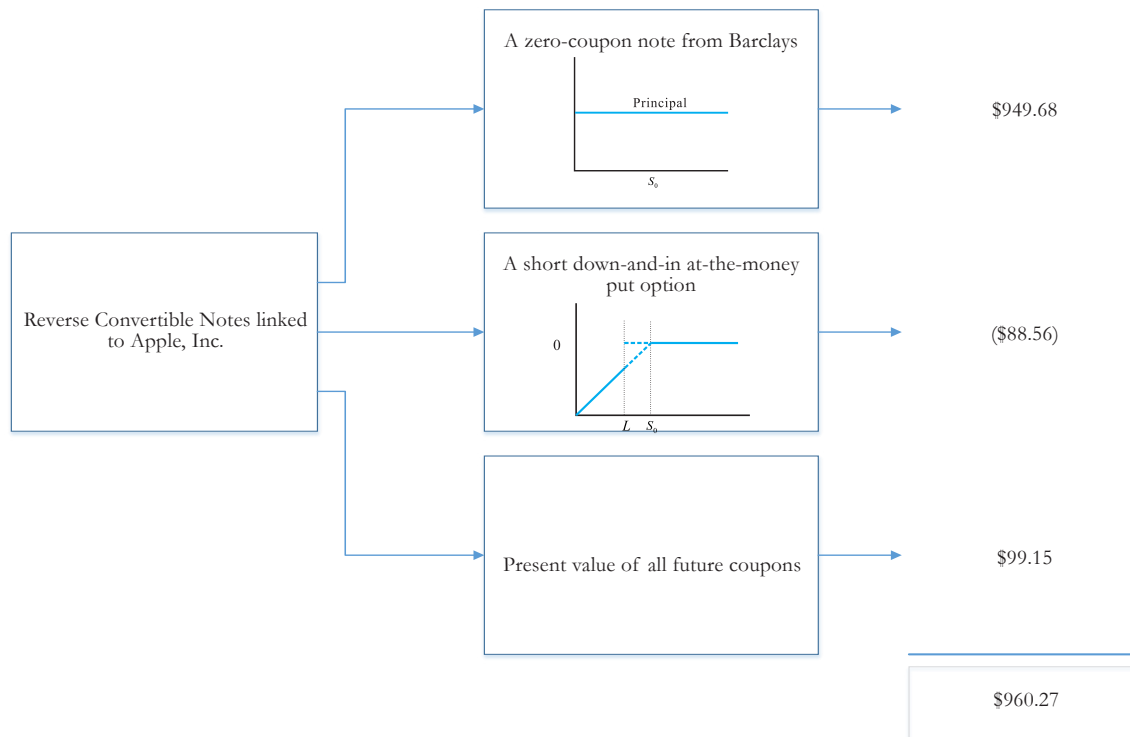 A zero-coupon note from Barclays
Principal
S₀
$949.68
Reverse Convertible Notes linked
to Apple, Inc.
A short down-and-in at-the-money
put option
0
L S₀
($88.56)
Present value of all future coupons
$99.15
$960.27